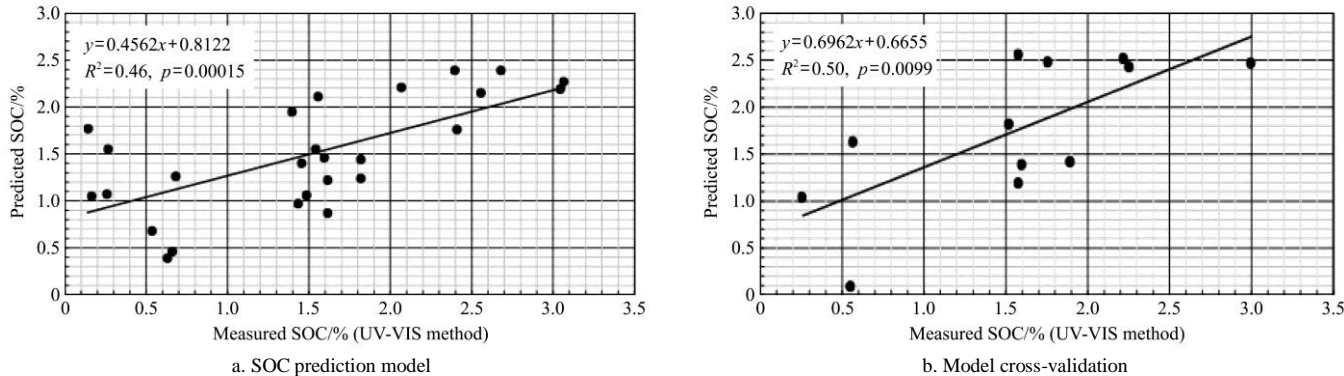 3.0
2.5
2.0
1.5
1.0
0.5
0
Predicted SOC/%
y=0.4562x+0.8122
R²=0.46, p=0.00015
0 0.5 1.0 1.5 2.0 2.5 3.0 3.5
Measured SOC/% (UV-VIS method)
a. SOC prediction model
3.0
2.5
2.0
1.5
1.0
0.5
0
Predicted SOC/%
y=0.6962x+0.6655
R²=0.50, p=0.0099
0 0.5 1.0 1.5 2.0 2.5 3.0 3.5
Measured SOC/% (UV-VIS method)
b. Model cross-validation